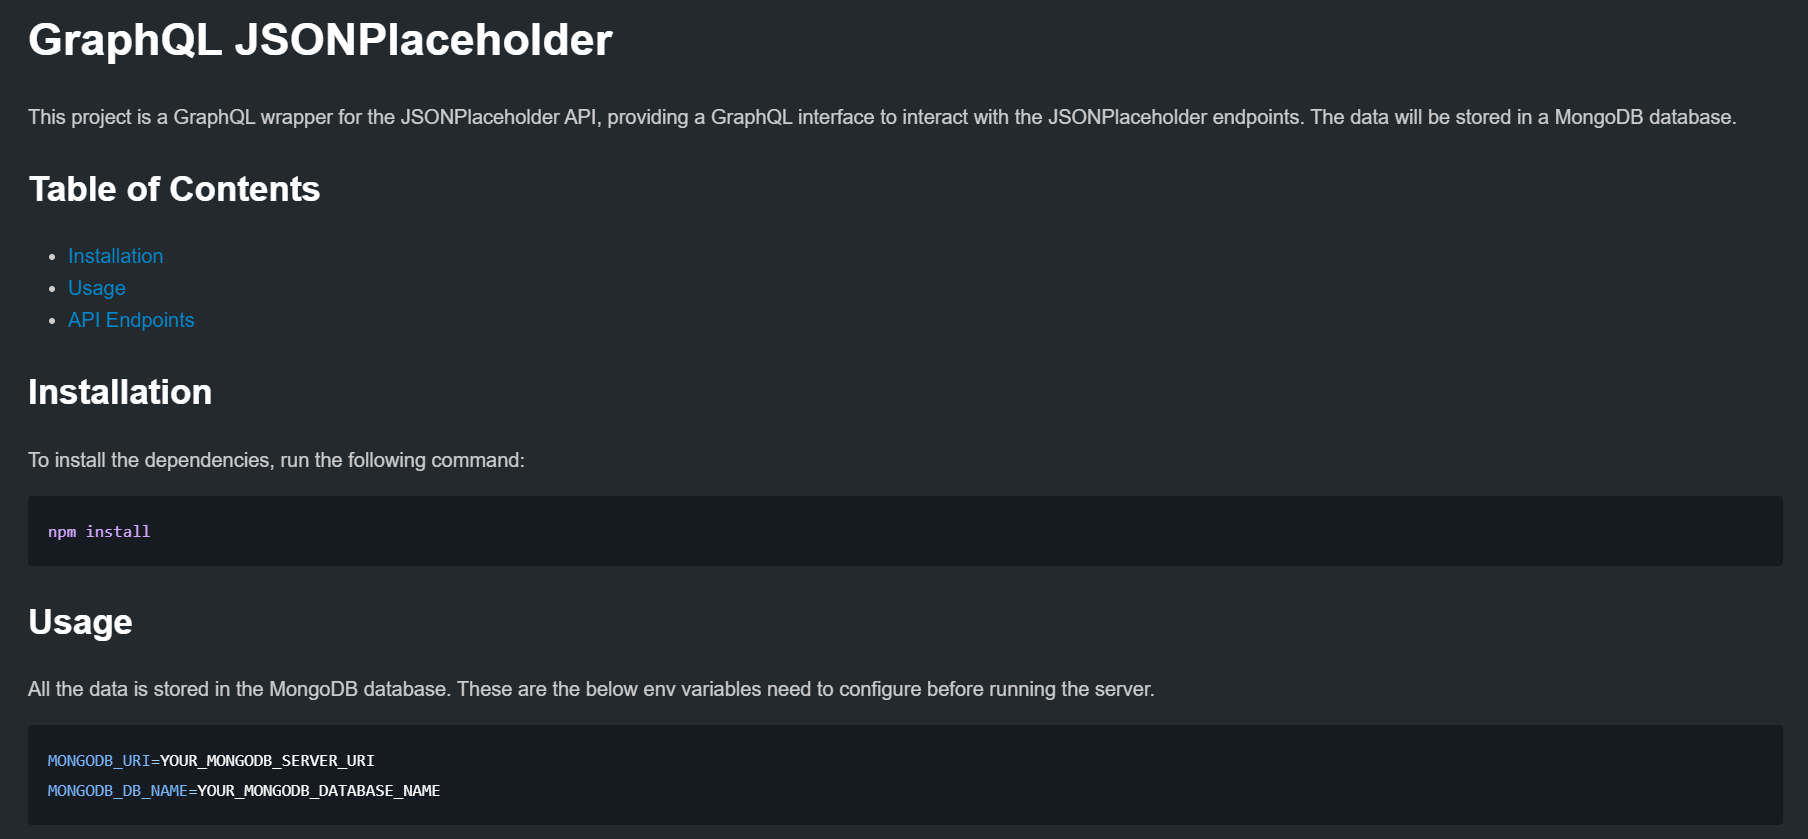 GraphQL JSONPlaceholder
This project is a GraphQL wrapper for the JSONPlaceholder API, providing a GraphQL interface to interact with the JSONPlaceholder endpoints. The data will be stored in a MongoDB database.
Table of Contents
Installation
Usage
API Endpoints
Installation
To install the dependencies, run the following command:
npm install
Usage
All the data is stored in the MongoDB database. These are the below env variables need to configure before running the server.
MONGODB_URI=YOUR_MONGODB_SERVER_URI
MONGODB_DB_NAME=YOUR_MONGODB_DATABASE_NAME